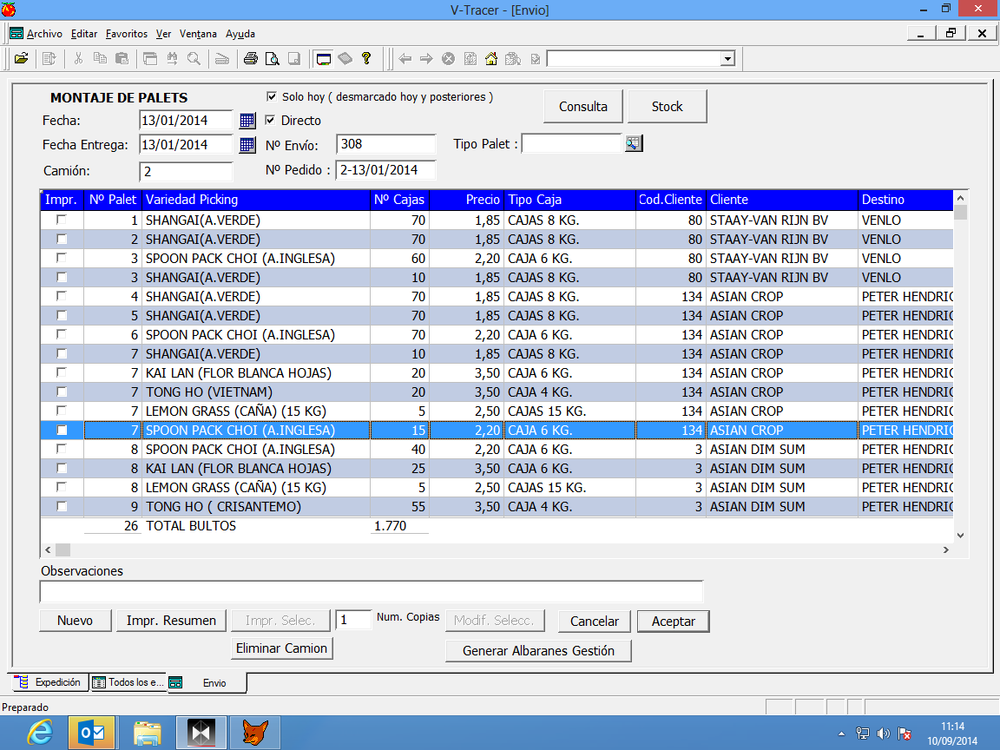 V-Tracer - [Envio]
Archivo Editar Favoritos Ver Ventana Ayuda
MONTAJE DE PALETS
Solo hoy ( desmarcado hoy y posteriores )
Consulta
Stock
Fecha: 13/01/2014
Directo
Fecha Entrega: 13/01/2014
Nº Envío: 308
Tipo Palet :
Camión: 2
Nº Pedido : 2-13/01/2014
Impr. Nº Palet Variedad Picking Nº Cajas Precio Tipo Caja Cod.Cliente Cliente Destino
1 SHANGAI(A.VERDE) 70 1,85 CAJAS 8 KG. 80 STAAY-VAN RIJN BV VENLO
2 SHANGAI(A.VERDE) 70 1,85 CAJAS 8 KG. 80 STAAY-VAN RIJN BV VENLO
3 SPOON PACK CHOI (A.INGLESA) 60 2,20 CAJA 6 KG. 80 STAAY-VAN RIJN BV VENLO
3 SHANGAI(A.VERDE) 10 1,85 CAJAS 8 KG. 80 STAAY-VAN RIJN BV VENLO
4 SHANGAI(A.VERDE) 70 1,85 CAJAS 8 KG. 134 ASIAN CROP PETER HENDRIC
5 SHANGAI(A.VERDE) 70 1,85 CAJAS 8 KG. 134 ASIAN CROP PETER HENDRIC
6 SPOON PACK CHOI (A.INGLESA) 70 2,20 CAJA 6 KG. 134 ASIAN CROP PETER HENDRIC
7 SHANGAI(A.VERDE) 10 1,85 CAJAS 8 KG. 134 ASIAN CROP PETER HENDRIC
7 KAI LAN (FLOR BLANCA HOJAS) 20 3,50 CAJA 6 KG. 134 ASIAN CROP PETER HENDRIC
7 TONG HO (VIETNAM) 20 3,50 CAJA 4 KG. 134 ASIAN CROP PETER HENDRIC
7 LEMON GRASS (CAÑA) (15 KG) 5 2,50 CAJAS 15 KG. 134 ASIAN CROP PETER HENDRIC
7 SPOON PACK CHOI (A.INGLESA) 15 2,20 CAJA 6 KG. 134 ASIAN CROP PETER HENDRIC
8 SPOON PACK CHOI (A.INGLESA) 40 2,20 CAJA 6 KG. 3 ASIAN DIM SUM PETER HENDRIC
8 KAI LAN (FLOR BLANCA HOJAS) 25 3,50 CAJA 6 KG. 3 ASIAN DIM SUM PETER HENDRIC
8 LEMON GRASS (CAÑA) (15 KG) 5 2,50 CAJAS 15 KG. 3 ASIAN DIM SUM PETER HENDRIC
9 TONG HO ( CRISANTEMO) 55 3,50 CAJA 4 KG. 3 ASIAN DIM SUM PETER HENDRIC
26 TOTAL BULTOS 1.770
Observaciones
Nuevo Impr. Resumen Impr. Selec. 1 Num. Copias Modif. Selecc. Cancelar Aceptar
Eliminar Camion Generar Albaranes Gestión
Expedición Todos los e... Envio
Preparado
11:14
10/09/2014